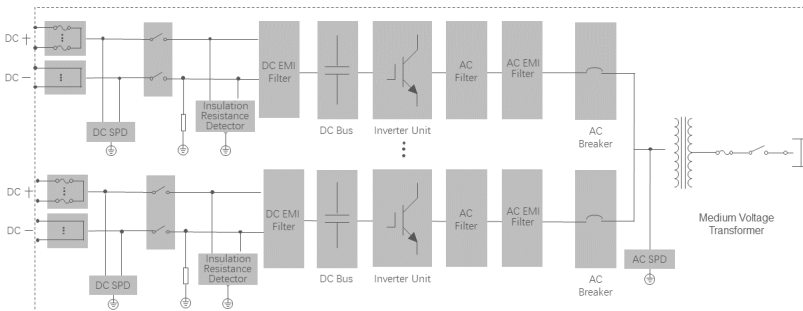 DC +
DC −
DC SPD
Insulation
Resistance
Detector
DC EMI
Filter
DC Bus
Inverter Unit
AC
Filter
AC EMI
Filter
AC
Breaker
DC +
DC −
DC SPD
Insulation
Resistance
Detector
DC EMI
Filter
DC Bus
Inverter Unit
AC
Filter
AC EMI
Filter
AC
Breaker
AC SPD
Medium Voltage
Transformer